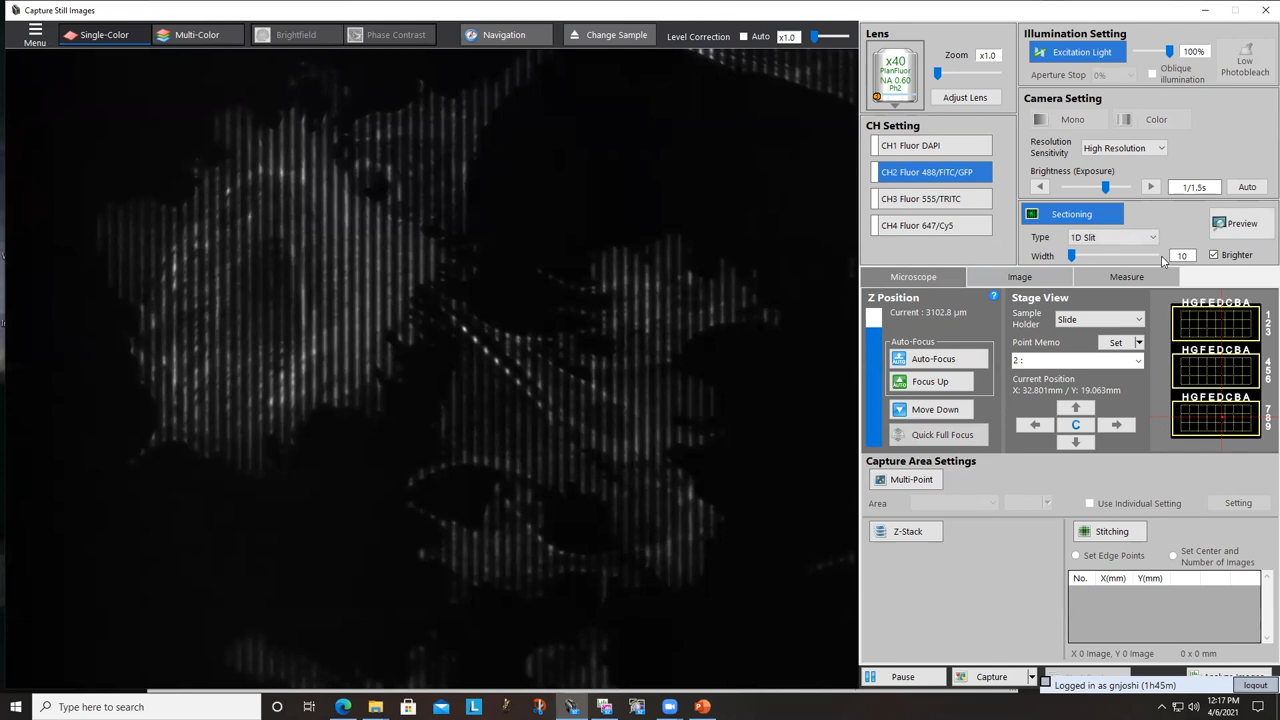 Capture Still Images
Menu
Single-Color
Multi-Color
Brightfield
Phase Contrast
Navigation
Change Sample
Level Correction
Auto
x1.0
Lens
x40
PlanFluor
NA 0.60
Ph2
Zoom
x1.0
Adjust Lens
CH Setting
CH1 Fluor DAPI
CH2 Fluor 488/FITC/GFP
CH3 Fluor 555/TRITC
CH4 Fluor 647/Cy5
Illumination Setting
Excitation Light
100%
Low
Photobleach
Aperture Stop
0%
Oblique
illumination
Camera Setting
Mono
Color
Resolution
Sensitivity
High Resolution
Brightness (Exposure)
1/1.5s
Auto
Sectioning
Preview
Type
1D Slit
Width
10
Brighter
Microscope
Image
Measure
Z Position
?
Current : 3102.8 µm
Auto-Focus
Auto-Focus
Focus Up
Move Down
Quick Full Focus
Stage View
Sample
Holder
Slide
Point Memo
Set
2 :
Current Position
X: 32.801mm / Y: 19.063mm
C
HGFEDCBA
1
2
3
HGFEDCBA
4
5
6
HGFEDCBA
7
8
9
Capture Area Settings
Multi-Point
Area
Use Individual Setting
Setting
Z-Stack
Stitching
Set Edge Points
Set Center and
Number of Images
No.
X(mm)
Y(mm)
X 0 Image, Y 0 Image
0 x 0 mm
Pause
Capture
Logged in as gnjoshi (1h45m)
logout
Type here to search
12:17 PM
4/6/2021